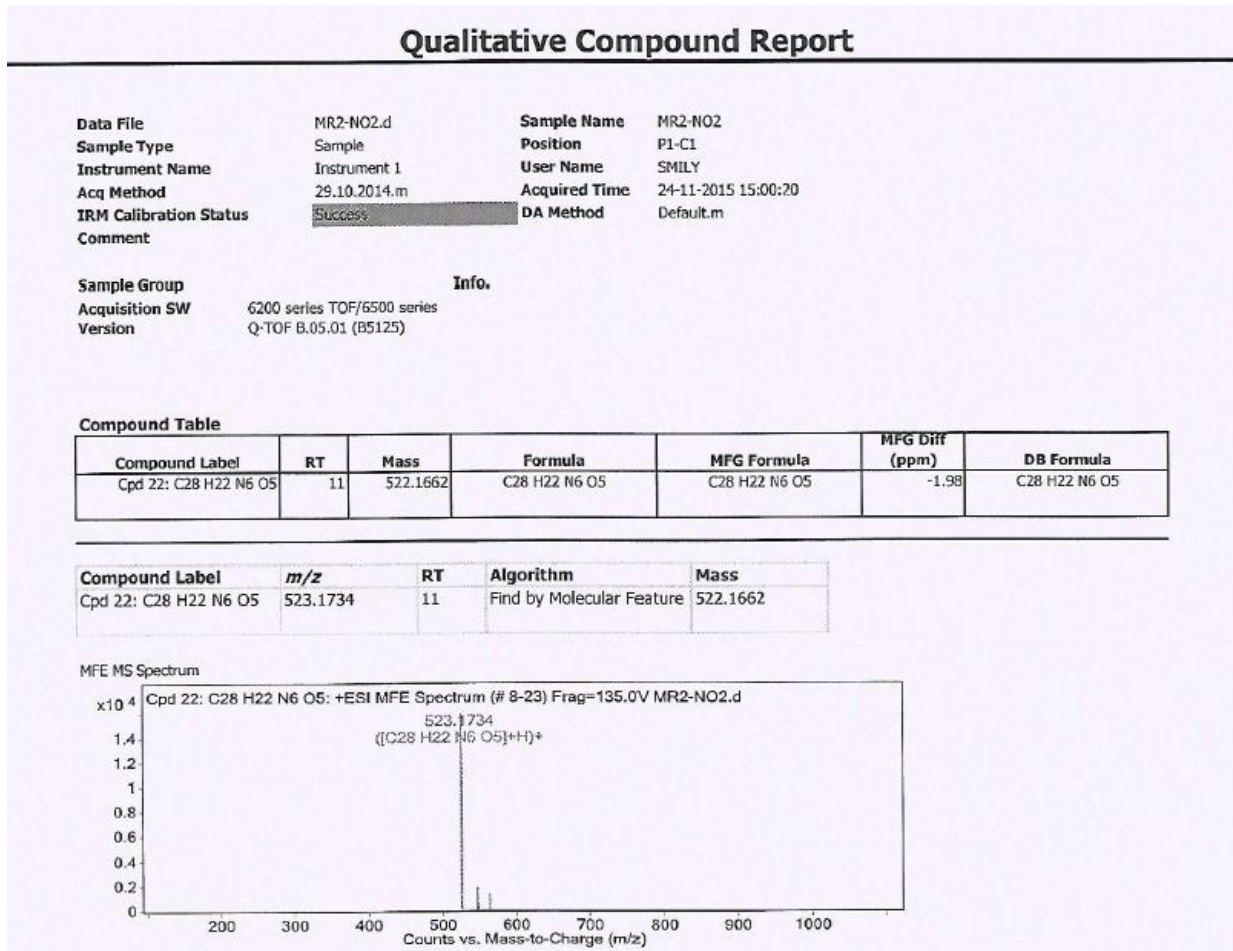 Qualitative Compound Report
Data File MR2-NO2.d Sample Name MR2-NO2
Sample Type Sample Position P1-C1
Instrument Name Instrument 1 User Name SMILY
Acq Method 29.10.2014.m Acquired Time 24-11-2015 15:00:20
IRM Calibration Status Success DA Method Default.m
Comment
Sample Group Info.
Acquisition SW 6200 series TOF/6500 series
Version Q-TOF B.05.01 (B5125)
Compound Table
MFG Diff
Compound Label RT Mass Formula MFG Formula (ppm) DB Formula
Cpd 22: C28 H22 N6 O5 11 522.1662 C28 H22 N6 O5 C28 H22 N6 O5 -1.98 C28 H22 N6 O5
Compound Label m/z RT Algorithm Mass
Cpd 22: C28 H22 N6 O5 523.1734 11 Find by Molecular Feature 522.1662
MFE MS Spectrum
x10 4 Cpd 22: C28 H22 N6 O5: +ESI MFE Spectrum (# 8-23) Frag=135.0V MR2-NO2.d
523.1734
([C28 H22 N6 O5]+H)+
1.4
1.2
1
0.8
0.6
0.4
0.2
0
200 300 400 500 600 700 800 900 1000
Counts vs. Mass-to-Charge (m/z)